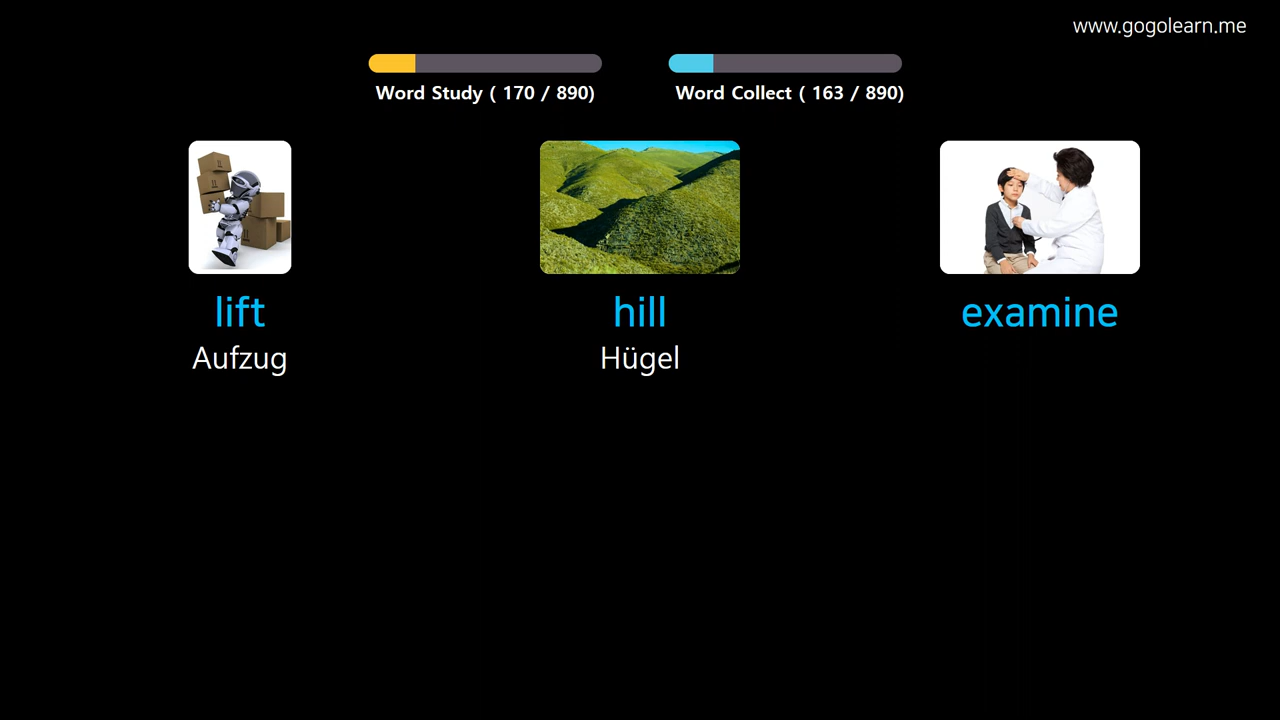 www.gogolearn.me
Word Study ( 170 / 890)
Word Collect ( 163 / 890)
lift
hill
examine
Aufzug
Hügel